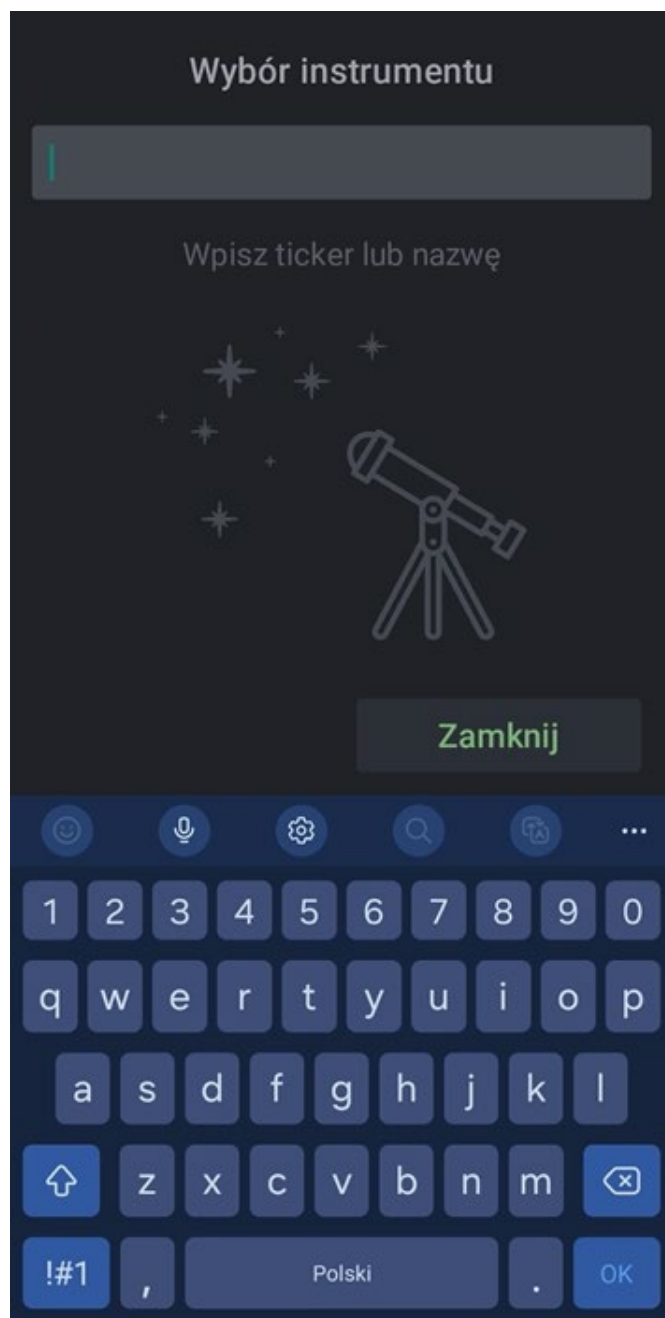 Wybór instrumentu
Wpisz ticker lub nazwę
Zamknij
1 2 3 4 5 6 7 8 9 0
q w e r t y u i o p
a s d f g h j k l
z x c v b n m
!#1 , Polski . OK